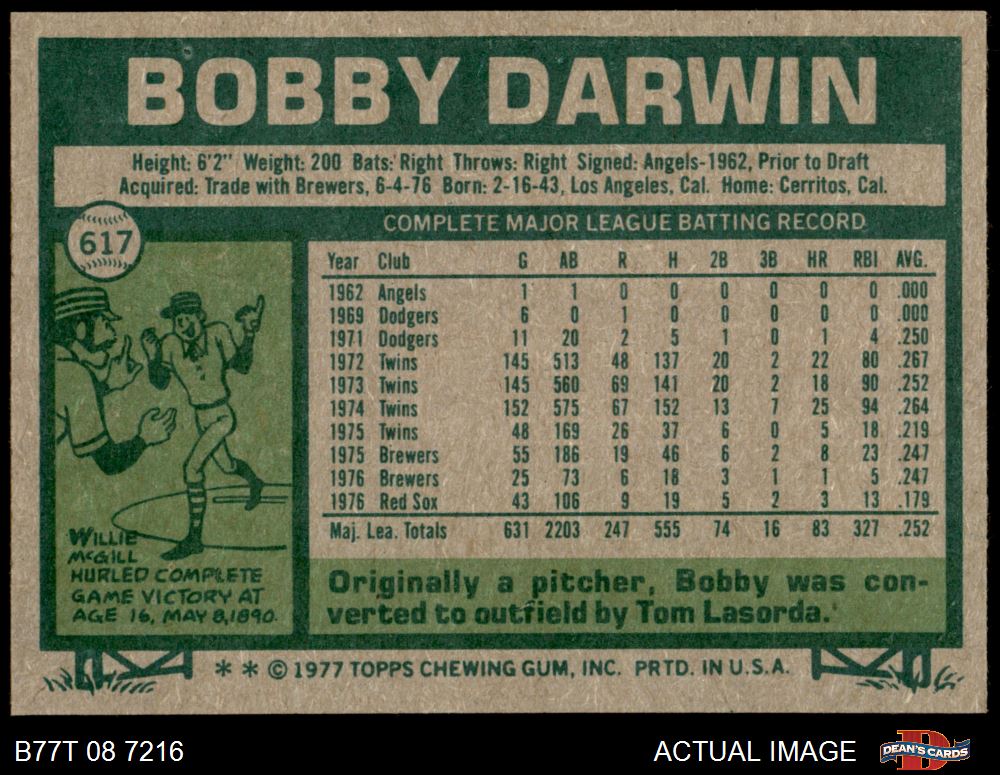 BOBBY DARWIN
Height: 6'2" Weight: 200 Bats: Right Throws: Right Signed: Angels-1962, Prior to Draft
Acquired: Trade with Brewers, 6-4-76 Born: 2-16-43, Los Angeles, Cal. Home: Cerritos, Cal.
617
COMPLETE MAJOR LEAGUE BATTING RECORD
Year Club G AB R H 2B 3B HR RBI AVG.
1962 Angels 1 1 0 0 0 0 0 0 .000
1969 Dodgers 6 0 1 0 0 0 0 0 .000
1971 Dodgers 11 20 2 5 1 0 1 4 .250
1972 Twins 145 513 48 137 20 2 22 80 .267
1973 Twins 145 560 69 141 20 2 18 90 .252
1974 Twins 152 575 67 152 13 7 25 94 .264
1975 Twins 48 169 26 37 6 0 5 18 .219
1975 Brewers 55 186 19 46 6 2 8 23 .247
1976 Brewers 25 73 6 18 3 1 1 5 .247
1976 Red Sox 43 106 9 19 5 2 3 13 .179
Maj. Lea. Totals 631 2203 247 555 74 16 83 327 .252
WILLIE
McGILL
HURLED COMPLETE
GAME VICTORY AT
AGE 16, MAY 8, 1890.
Originally a pitcher, Bobby was con-
verted to outfield by Tom Lasorda.
* * © 1977 TOPPS CHEWING GUM, INC. PRTD. IN U.S.A.
B77T 08 7216
ACTUAL IMAGE
D
DEAN'S CARDS